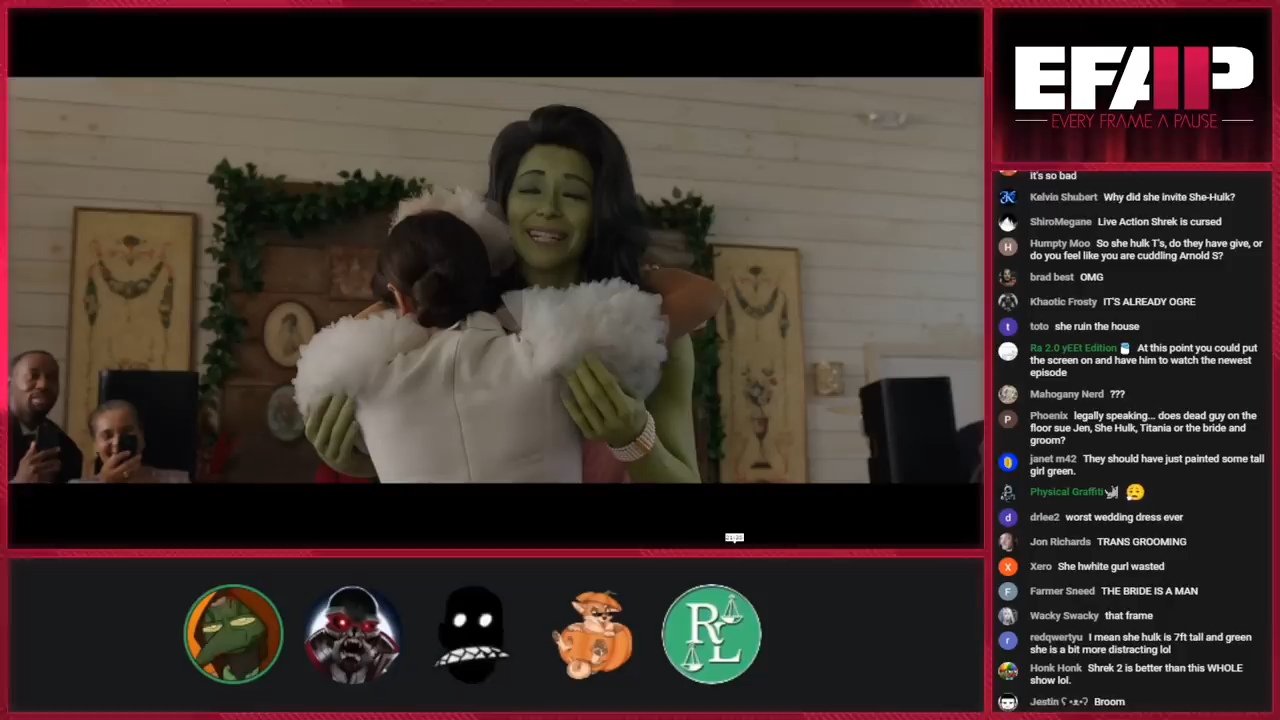 EFAP
EVERY FRAME A PAUSE
it's so bad
Kelvin Shubert Why did she invite She-Hulk?
ShiroMegane Live Action Shrek is cursed
H Humpty Moo So she hulk T's, do they have give, or
do you feel like you are cuddling Arnold S?
brad best OMG
Khaotic Frosty IT'S ALREADY OGRE
t toto she ruin the house
Ra 2.0 yEEt Edition At this point you could put
the screen on and have him to watch the newest
episode
Mahogany Nerd ???
P Phoenix legally speaking... does dead guy on the
floor sue Jen, She Hulk, Titania or the bride and
groom?
janet m42 They should have just painted some tall
girl green.
Physical Graffiti
d drlee2 worst wedding dress ever
Jon Richards TRANS GROOMING
X Xero She hwhite gurl wasted
F Farmer Sneed THE BRIDE IS A MAN
Wacky Swacky that frame
r redqwertyu I mean she hulk is 7ft tall and green
she is a bit more distracting lol
Honk Honk Shrek 2 is better than this WHOLE
show lol.
Jestin ʕ •ᴥ•ʔ Broom
RL